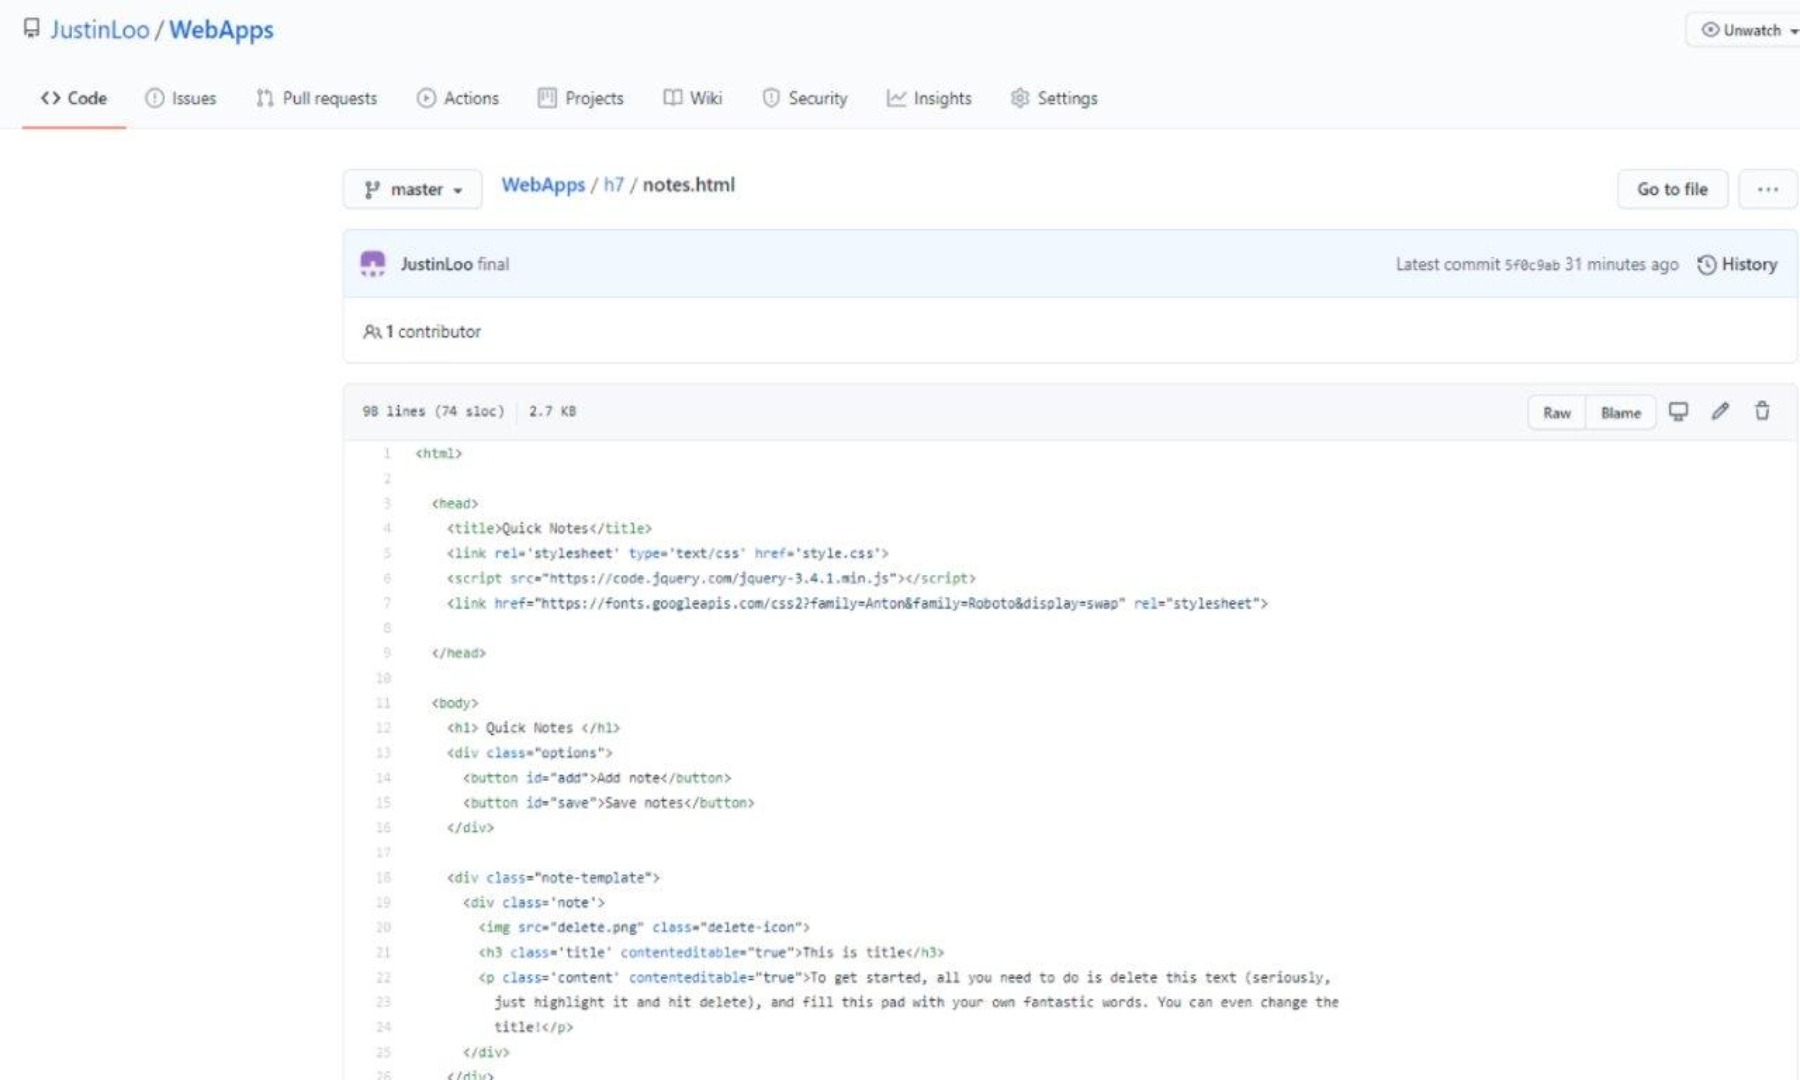 JustinLoo / WebApps
Unwatch
Code Issues Pull requests Actions Projects Wiki Security Insights Settings
master WebApps / h7 / notes.html Go to file ...
JustinLoo final Latest commit 5f0c9ab 31 minutes ago History
1 contributor
98 lines (74 sloc) 2.7 KB Raw Blame
1 <html>
2
3 <head>
4 <title>Quick Notes</title>
5 <link rel='stylesheet' type='text/css' href='style.css'>
6 <script src="https://code.jquery.com/jquery-3.4.1.min.js"></script>
7 <link href="https://fonts.googleapis.com/css2?family=Anton&family=Roboto&display=swap" rel="stylesheet">
8
9 </head>
10
11 <body>
12 <h1> Quick Notes </h1>
13 <div class="options">
14 <button id="add">Add note</button>
15 <button id="save">Save notes</button>
16 </div>
17
18 <div class="note-template">
19 <div class='note'>
20 <img src="delete.png" class="delete-icon">
21 <h3 class='title' contenteditable="true">This is title</h3>
22 <p class='content' contenteditable="true">To get started, all you need to do is delete this text (seriously,
23 just highlight it and hit delete), and fill this pad with your own fantastic words. You can even change the
24 title!</p>
25 </div>
26 </div>